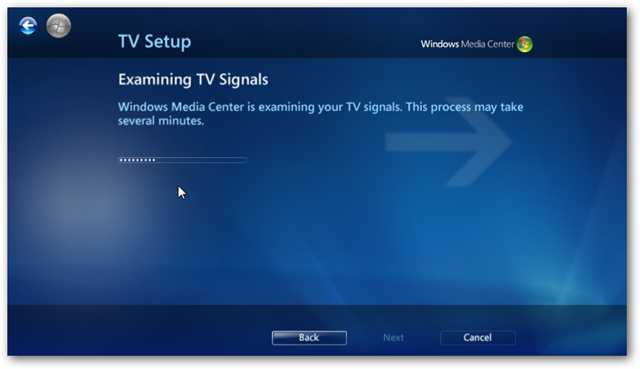 TV Setup
Windows Media Center
Examining TV Signals
Windows Media Center is examining your TV signals. This process may take
several minutes.
Back
Next
Cancel